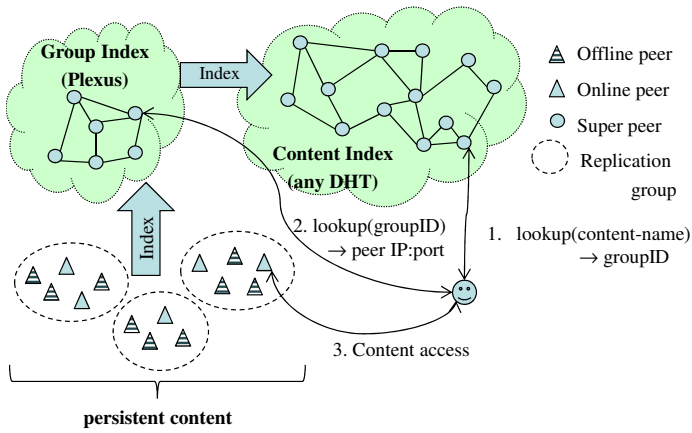 Group Index
(Plexus)
Index
Content Index
(any DHT)
Offline peer
Online peer
Super peer
Replication
group
Index
2. lookup(groupID)
→ peer IP:port
1. lookup(content-name)
→ groupID
3. Content access
persistent content